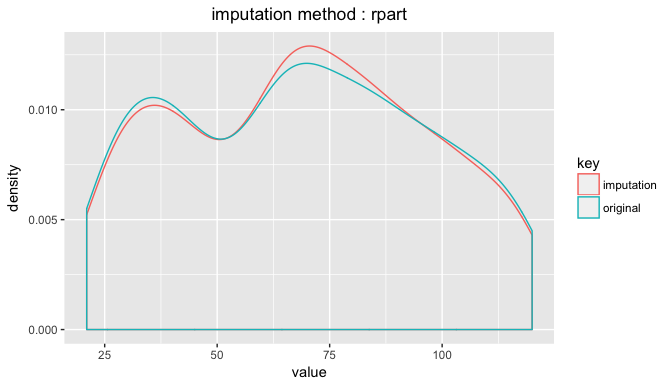 imputation method : rpart
density
0.010
0.005
0.000
25 50 75 100
value
key
imputation
original